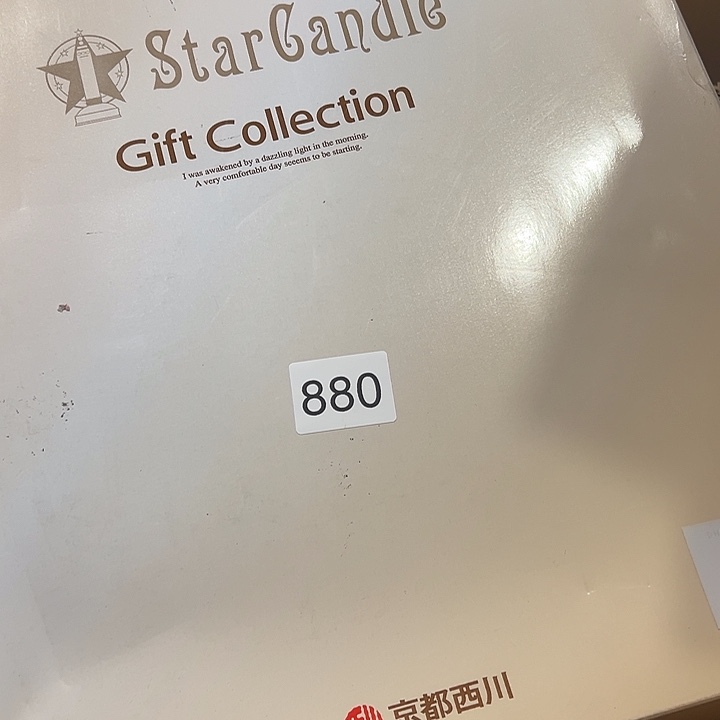 StarCandle
Gift Collection
I was awakened by a dazzling light in the morning.
A very comfortable day seeems to be starting.
880
京都西川